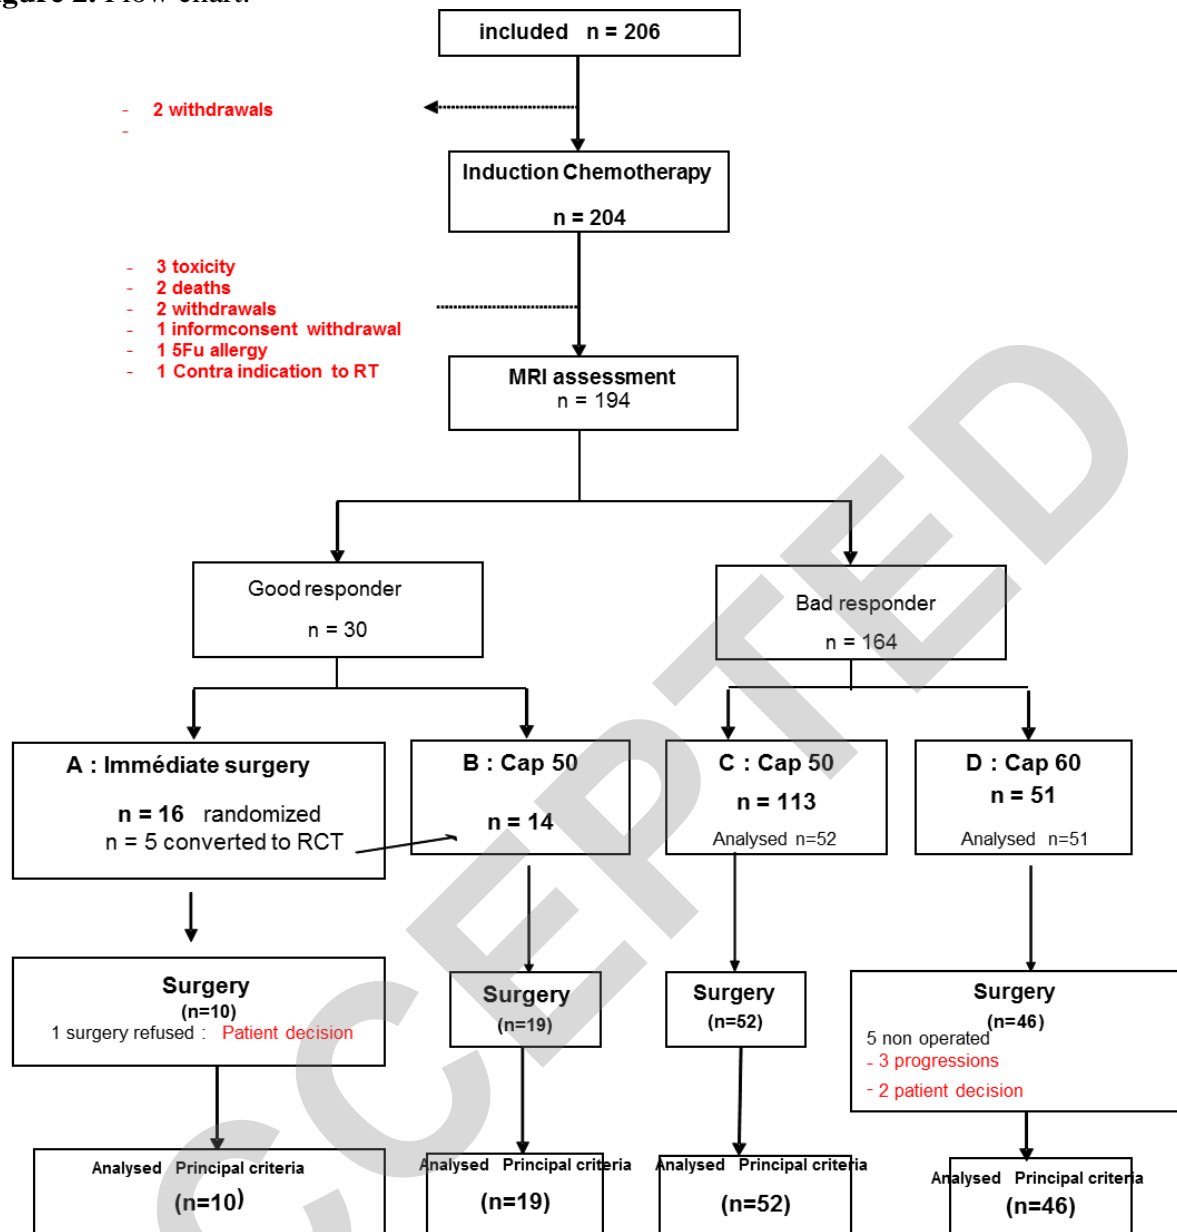 Figure 2. Flow chart.
included n = 206
- 2 withdrawals
-
Induction Chemotherapy
n = 204
- 3 toxicity
- 2 deaths
- 2 withdrawals
- 1 informconsent withdrawal
- 1 5Fu allergy
- 1 Contra indication to RT
MRI assessment
n = 194
Good responder
n = 30
Bad responder
n = 164
A : Immédiate surgery
n = 16 randomized
n = 5 converted to RCT
B : Cap 50
n = 14
C : Cap 50
n = 113
Analysed n=52
D : Cap 60
n = 51
Analysed n=51
Surgery
(n=10)
1 surgery refused : Patient decision
Surgery
(n=19)
Surgery
(n=52)
Surgery
(n=46)
5 non operated
- 3 progressions
- 2 patient decision
Analysed Principal criteria
(n=10)
Analysed Principal criteria
(n=19)
Analysed Principal criteria
(n=52)
Analysed Principal criteria
(n=46)
CCEPTED